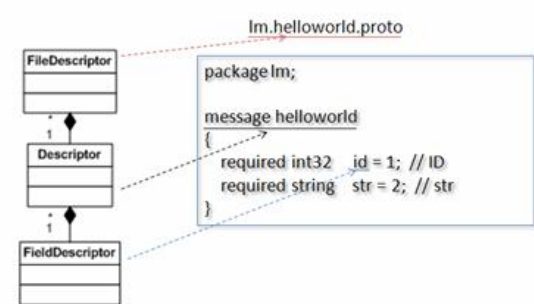 lm.helloworld.proto
FileDescriptor
*
1
Descriptor
*
1
FieldDescriptor
package lm;
message helloworld
{
required int32 id = 1; // ID
required string str = 2; // str
}